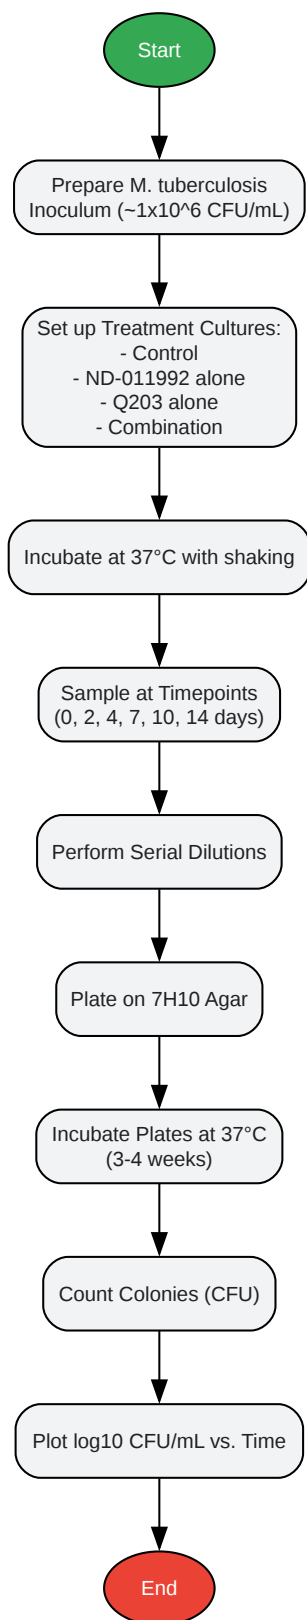 Start
Prepare M. tuberculosis
Inoculum (~1x10^6 CFU/mL)
Set up Treatment Cultures:
- Control
- ND-011992 alone
- Q203 alone
- Combination
Incubate at 37°C with shaking
Sample at Timepoints
(0, 2, 4, 7, 10, 14 days)
Perform Serial Dilutions
Plate on 7H10 Agar
Incubate Plates at 37°C
(3-4 weeks)
Count Colonies (CFU)
Plot log10 CFU/mL vs. Time
End